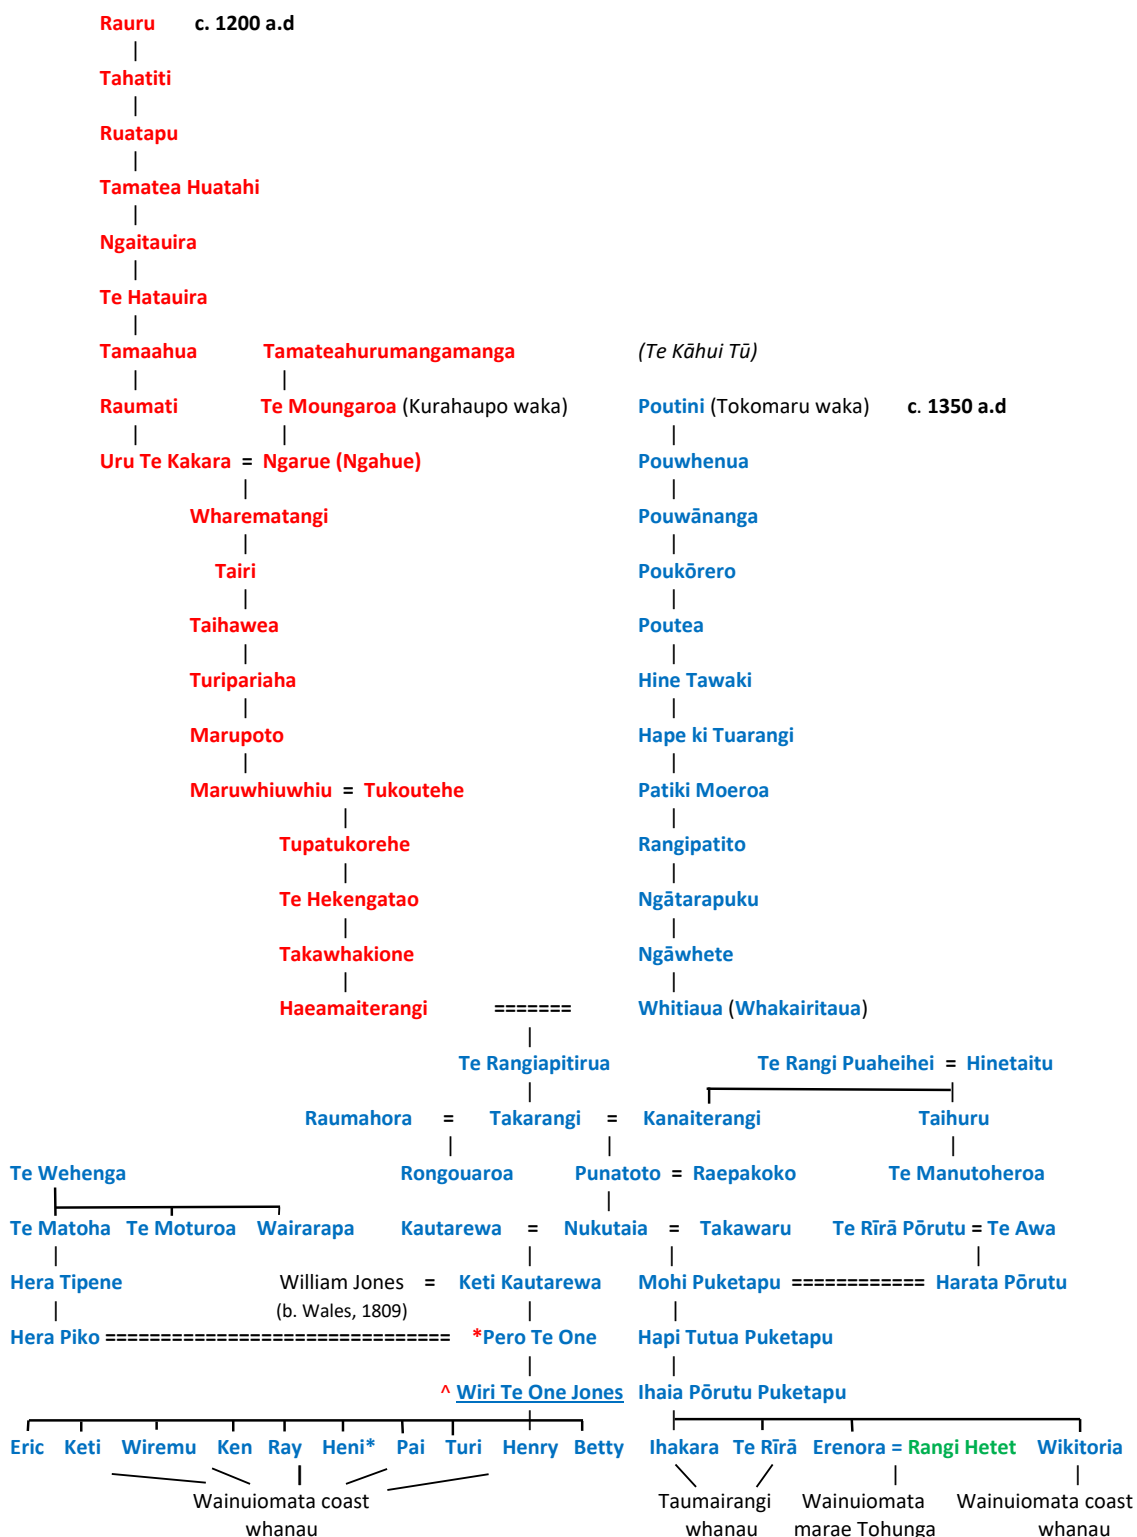 Rauru c. 1200 a.d
Tahatiti
Ruatapu
Tamatea Huatahi
Ngaitauira
Te Hatauira
Tamaahua Tamateahurumangamanga (Te Kāhui Tū)
Raumati Te Moungaroa (Kurahaupo waka) Poutini (Tokomaru waka) c. 1350 a.d
Uru Te Kakara = Ngarue (Ngahue) Pouwhenua
Wharematangi Pouwānanga
Tairi Poukōrero
Taihawea Poutea
Turipariaha Hine Tawaki
Marupoto Hape ki Tuarangi
Maruwhiuwhiu = Tukoutehe Patiki Moeroa
Tupatukorehe Rangipatito
Te Hekengatao Ngātarapuku
Takawhakione Ngāwhete
Haeamaiterangi ======= Whitiaua (Whakairitaua)
Te Rangiapitirua Te Rangi Puaheihei = Hinetaitu
Raumahora = Takarangi = Kanaiterangi Taihuru
Te Wehenga Rongouaroa Punatoto = Raepakoko Te Manutoheroa
Te Matoha Te Moturoa Wairarapa Kautarewa = Nukutaia = Takawaru Te Rīrā Pōrutu = Te Awa
Hera Tipene William Jones = Keti Kautarewa Mohi Puketapu ============ Harata Pōrutu
(b. Wales, 1809)
Hera Piko =============================== *Pero Te One Hapi Tutua Puketapu
^ Wiri Te One Jones Ihaia Pōrutu Puketapu
Eric Keti Wiremu Ken Ray Heni* Pai Turi Henry Betty Ihakara Te Rīrā Erenora = Rangi Hetet Wikitoria
Wainuiomata coast Taumairangi Wainuiomata Wainuiomata coast
whanau whanau marae Tohunga whanau